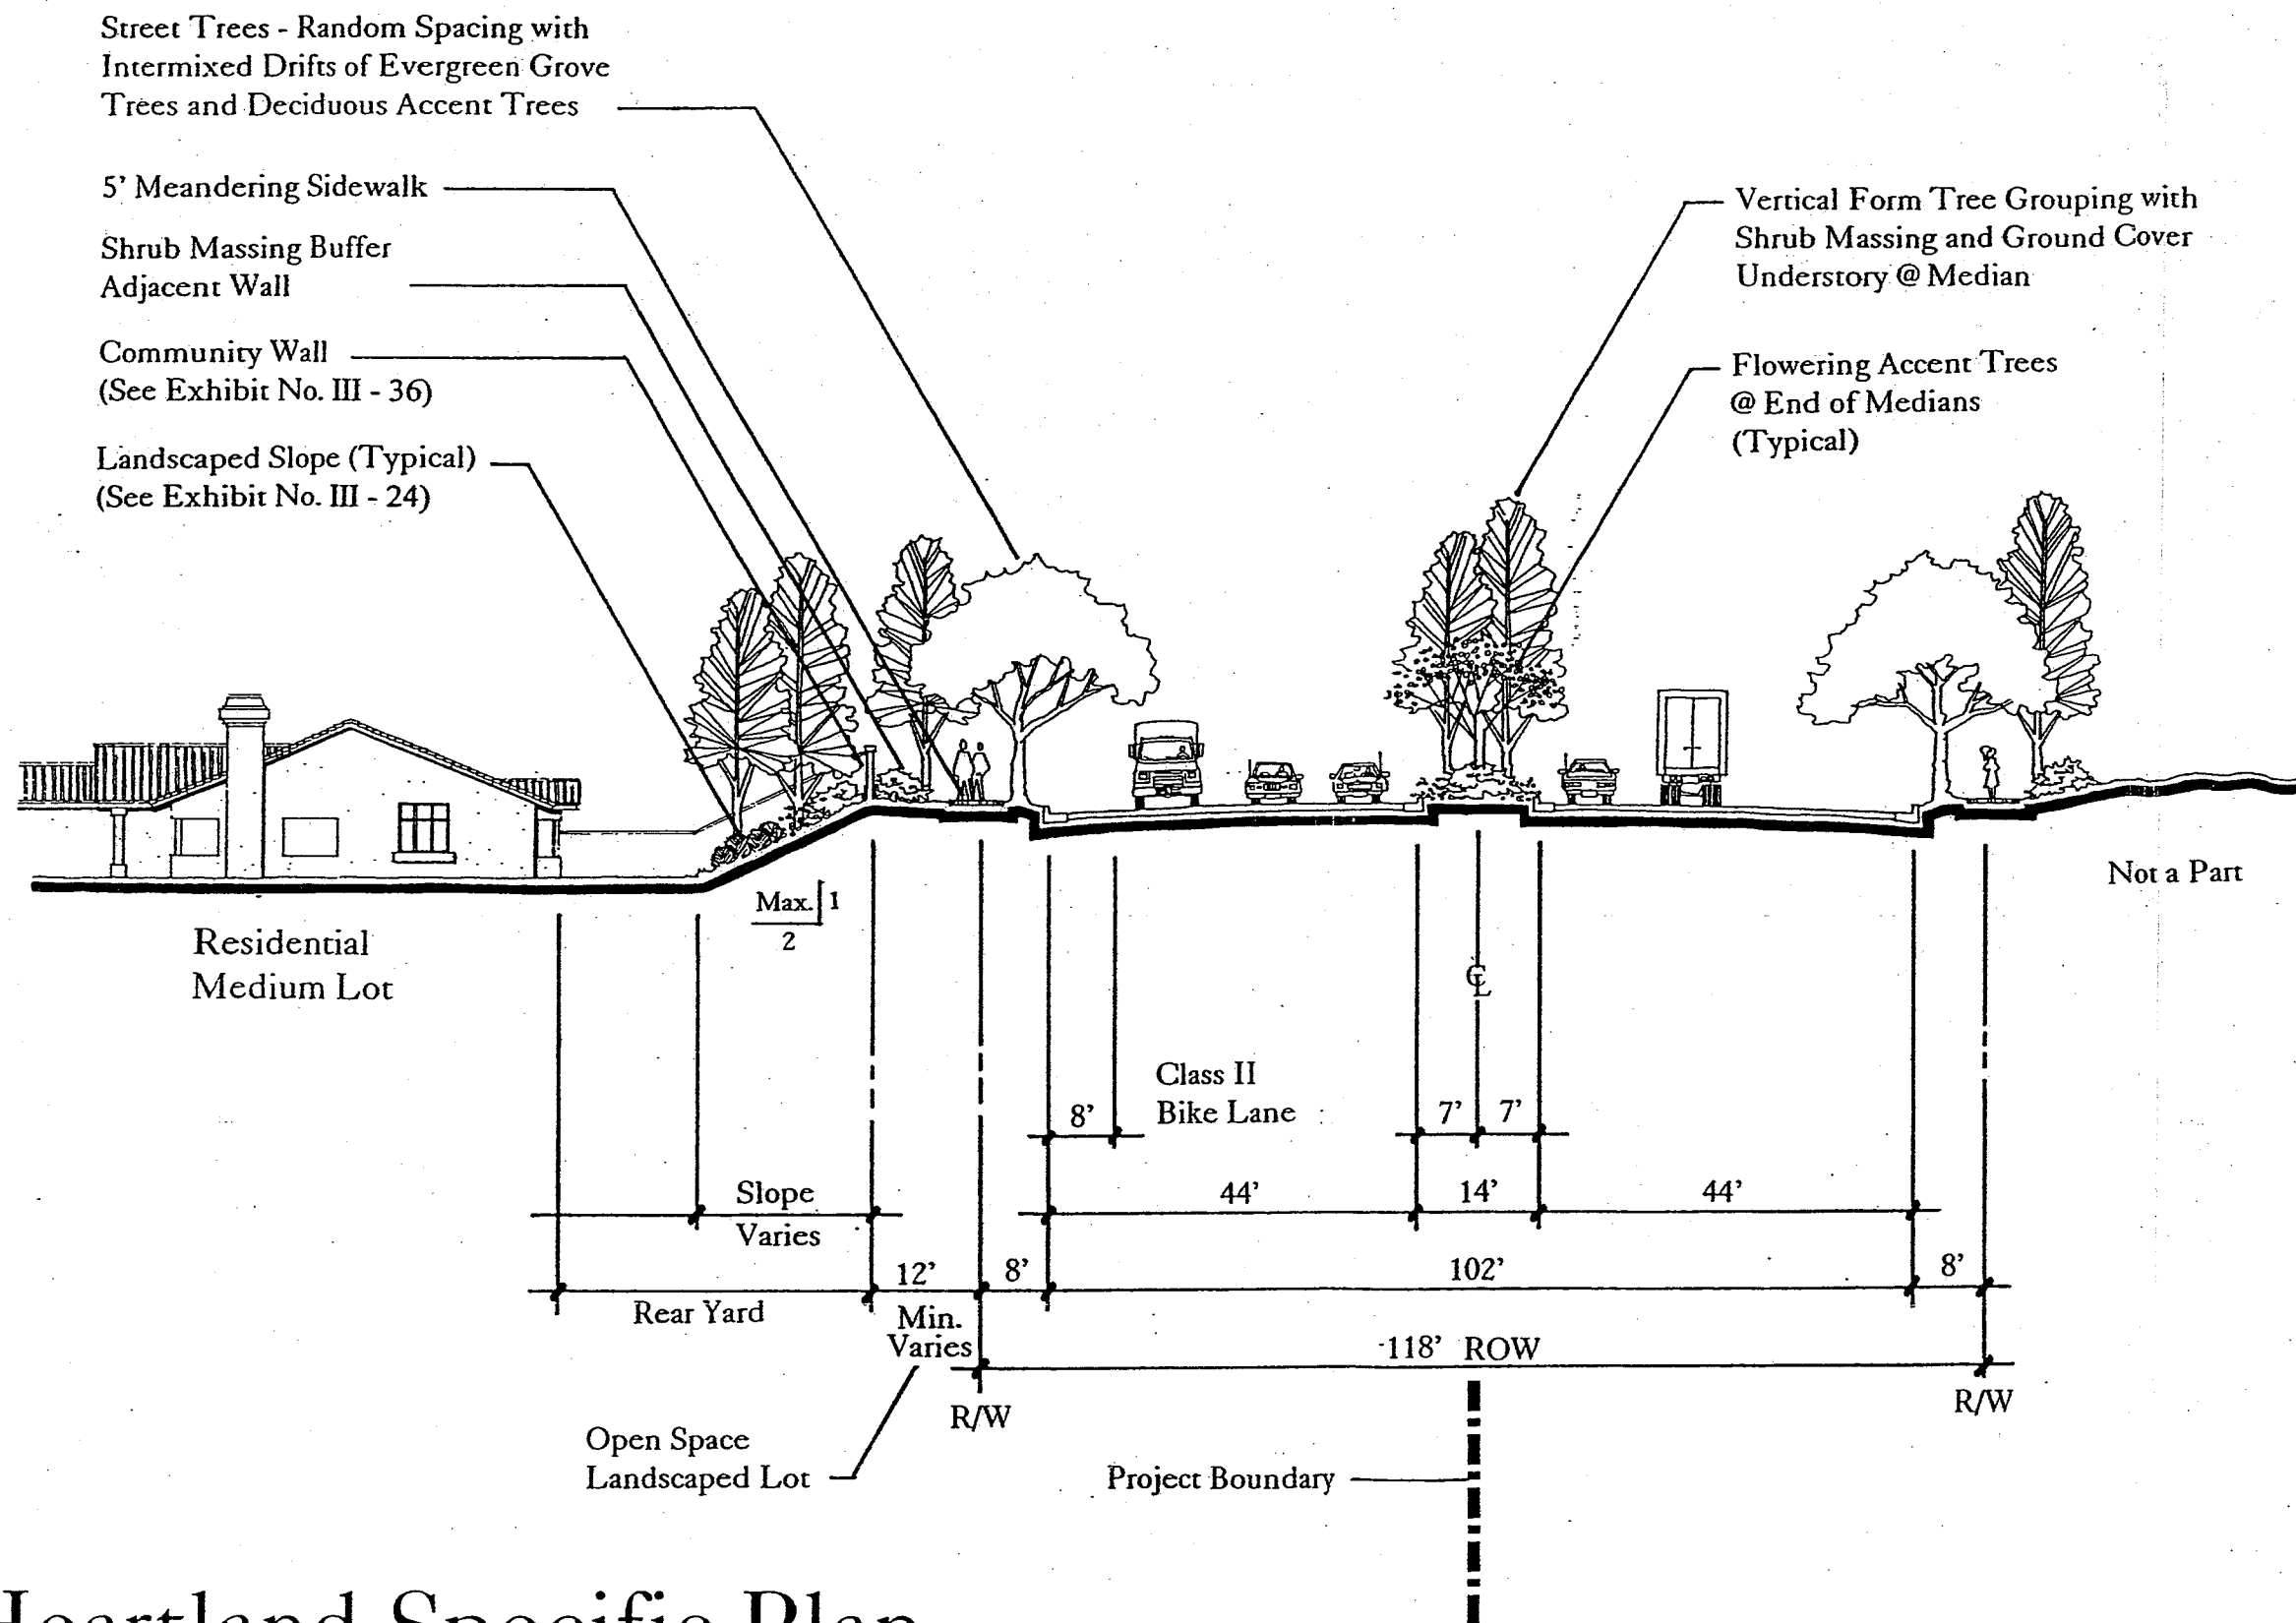 Street Trees - Random Spacing with
Intermixed Drifts of Evergreen Grove
Trees and Deciduous Accent Trees
5' Meandering Sidewalk
Shrub Massing Buffer
Adjacent Wall
Community Wall
(See Exhibit No. III - 36)
Landscaped Slope (Typical)
(See Exhibit No. III - 24)
Vertical Form Tree Grouping with
Shrub Massing and Ground Cover
Understory @ Median
Flowering Accent Trees
@ End of Medians
(Typical)
Not a Part
Max. 1
2
Residential
Medium Lot
℄
Class II
Bike Lane
8' 7' 7'
Slope
Varies
44' 14' 44'
12' 8' 102' 8'
Rear Yard
Min.
Varies
118' ROW
R/W R/W
Open Space
Landscaped Lot
Project Boundary
Heartland Specific Plan